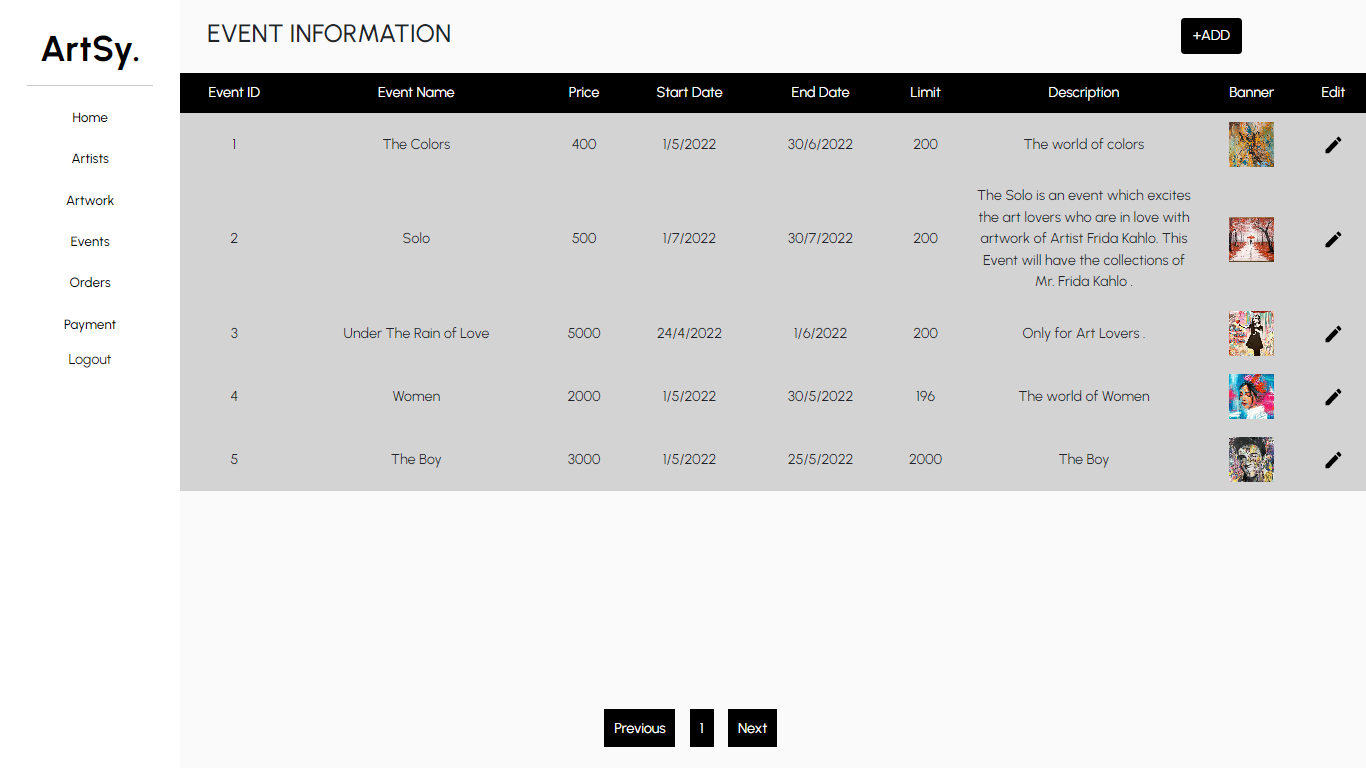 ArtSy.
Home
Artists
Artwork
Events
Orders
Payment
Logout
EVENT INFORMATION
+ADD
Event ID Event Name Price Start Date End Date Limit Description Banner Edit
1 The Colors 400 1/5/2022 30/6/2022 200 The world of colors
2 Solo 500 1/7/2022 30/7/2022 200 The Solo is an event which excites
the art lovers who are in love with
artwork of Artist Frida Kahlo. This
Event will have the collections of
Mr. Frida Kahlo .
3 Under The Rain of Love 5000 24/4/2022 1/6/2022 200 Only for Art Lovers .
4 Women 2000 1/5/2022 30/5/2022 196 The world of Women
5 The Boy 3000 1/5/2022 25/5/2022 2000 The Boy
Previous 1 Next